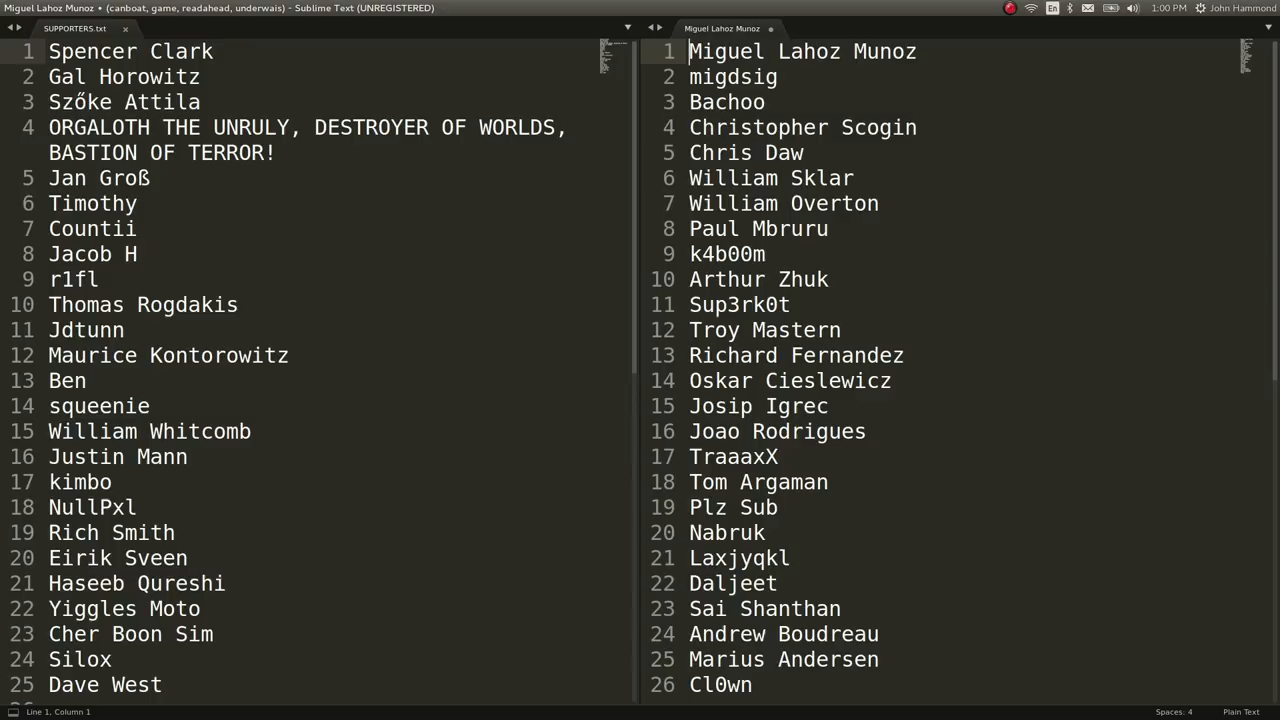 Miguel Lahoz Munoz • (canboat, game, readahead, underwais) - Sublime Text (UNREGISTERED)
En
1:00 PM
John Hammond
SUPPORTERS.txt
1 Spencer Clark
2 Gal Horowitz
3 Szőke Attila
4 ORGALOTH THE UNRULY, DESTROYER OF WORLDS,
BASTION OF TERROR!
5 Jan Groß
6 Timothy
7 Countii
8 Jacob H
9 r1fl
10 Thomas Rogdakis
11 Jdtunn
12 Maurice Kontorowitz
13 Ben
14 squeenie
15 William Whitcomb
16 Justin Mann
17 kimbo
18 NullPxl
19 Rich Smith
20 Eirik Sveen
21 Haseeb Qureshi
22 Yiggles Moto
23 Cher Boon Sim
24 Silox
25 Dave West
Miguel Lahoz Munoz
1 Miguel Lahoz Munoz
2 migdsig
3 Bachoo
4 Christopher Scogin
5 Chris Daw
6 William Sklar
7 William Overton
8 Paul Mbruru
9 k4b00m
10 Arthur Zhuk
11 Sup3rk0t
12 Troy Mastern
13 Richard Fernandez
14 Oskar Cieslewicz
15 Josip Igrec
16 Joao Rodrigues
17 TraaaxX
18 Tom Argaman
19 Plz Sub
20 Nabruk
21 Laxjyqkl
22 Daljeet
23 Sai Shanthan
24 Andrew Boudreau
25 Marius Andersen
26 Cl0wn
Line 1, Column 1
Spaces: 4
Plain Text